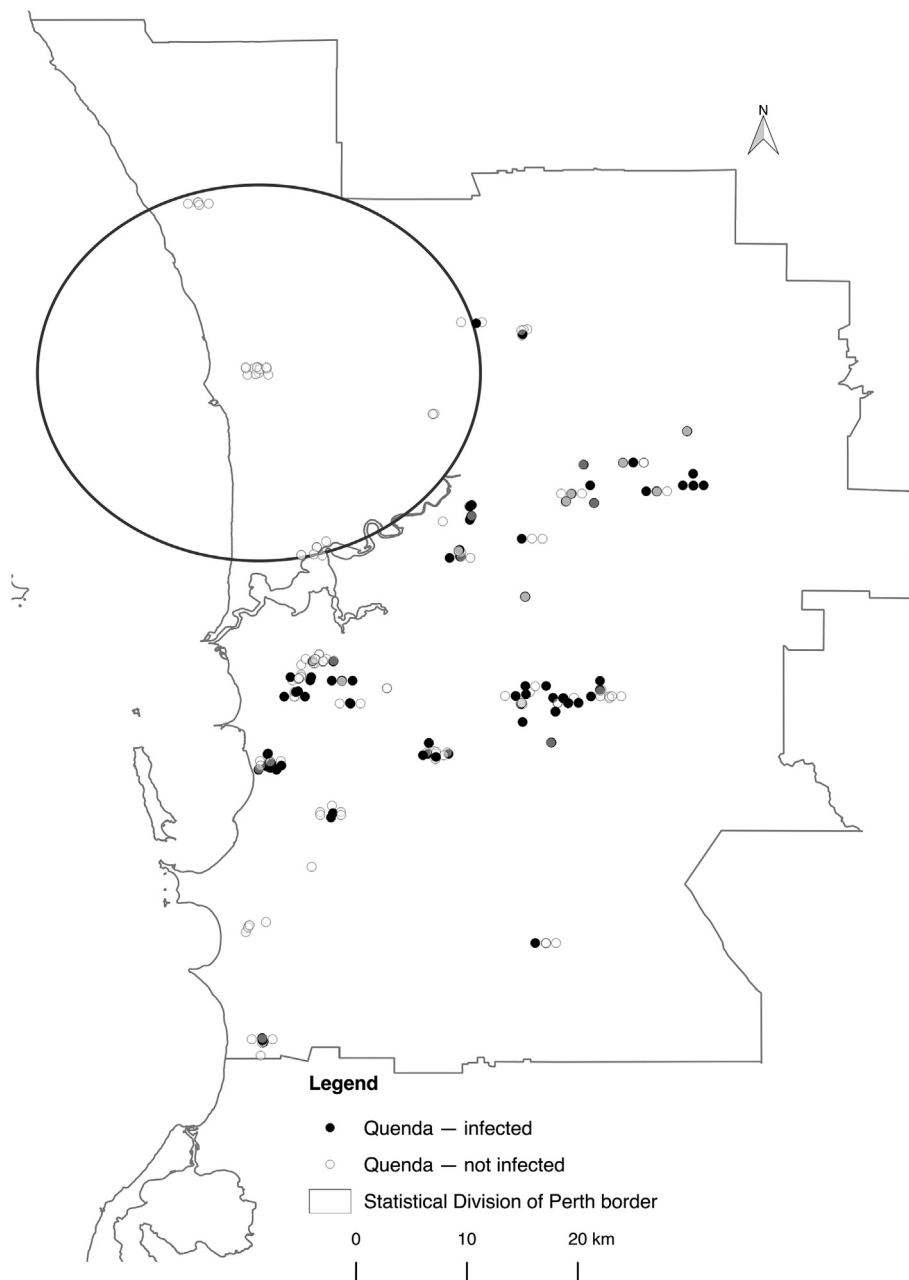 N
Legend
Quenda — infected
Quenda — not infected
Statistical Division of Perth border
0 10 20 km